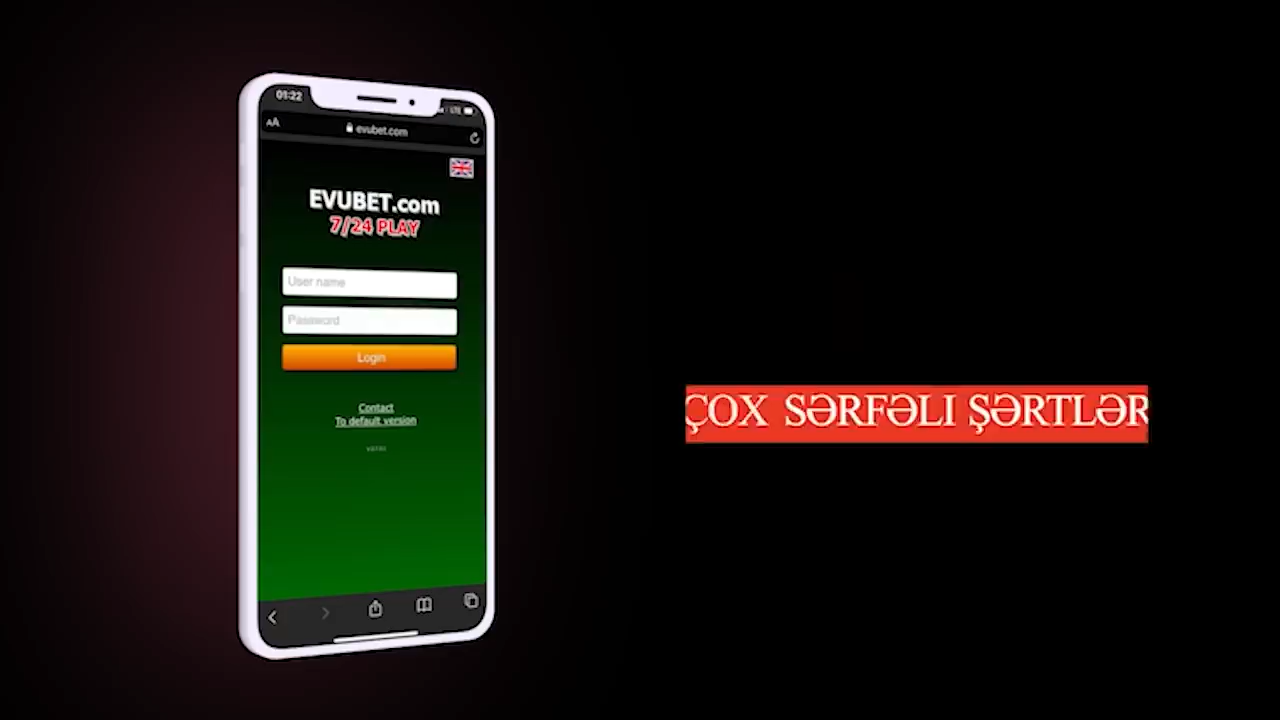 01:22
LTE
AA
evubet.com
EVUBET.com
7/24 PLAY
User name
Password
Login
Contact
To default version
ÇOX SƏRFƏLI ŞƏRTLƏR